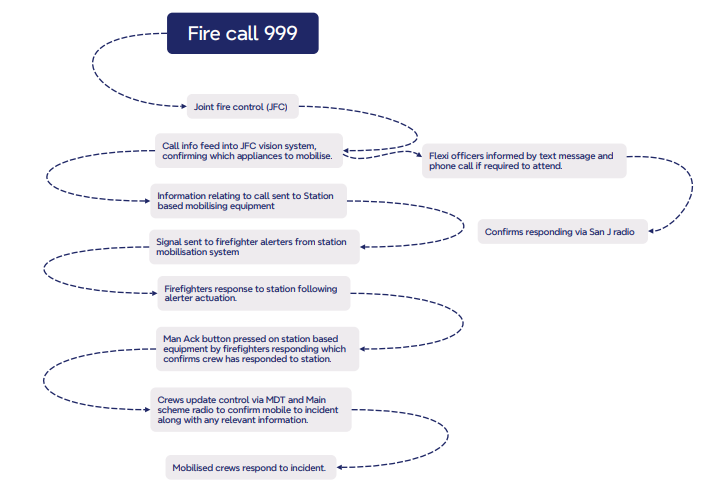 Fire call 999
Joint fire control (JFC)
Call info feed into JFC vision system,
confirming which appliances to mobilise.
Flexi officers informed by text message and
phone call if required to attend.
Information relating to call sent to Station
based mobilising equipment
Confirms responding via San J radio
Signal sent to firefighter alerters from station
mobilisation system
Firefighters response to station following
alerter actuation.
Man Ack button pressed on station based
equipment by firefighters responding which
confirms crew has responded to station.
Crews update control via MDT and Main
scheme radio to confirm mobile to incident
along with any relevant information.
Mobilised crews respond to incident.